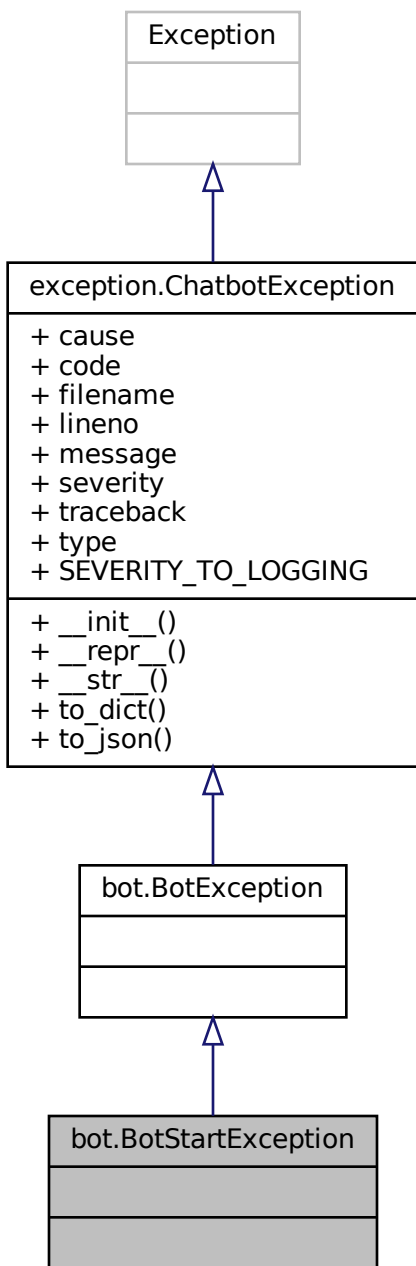 Exception
exception.ChatbotException
+ cause
+ code
+ filename
+ lineno
+ message
+ severity
+ traceback
+ type
+ SEVERITY_TO_LOGGING
+ __init__()
+ __repr__()
+ __str__()
+ to_dict()
+ to_json()
bot.BotException
bot.BotStartException